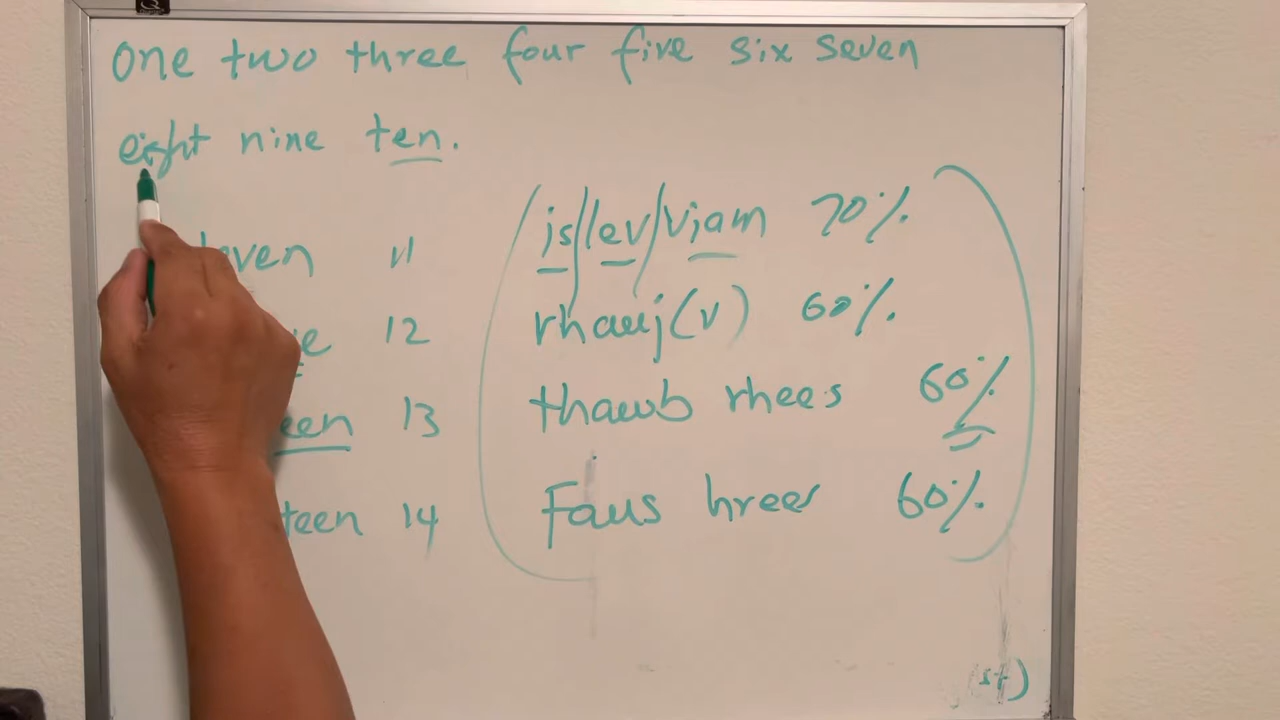 one two three four five six seven
eight nine ten.
leven 11 is/lev/viam 70%
e 12 rhauj(v) 60%
een 13 thawb rhees 60%
teen 14 Faus hrees 60%
(st)